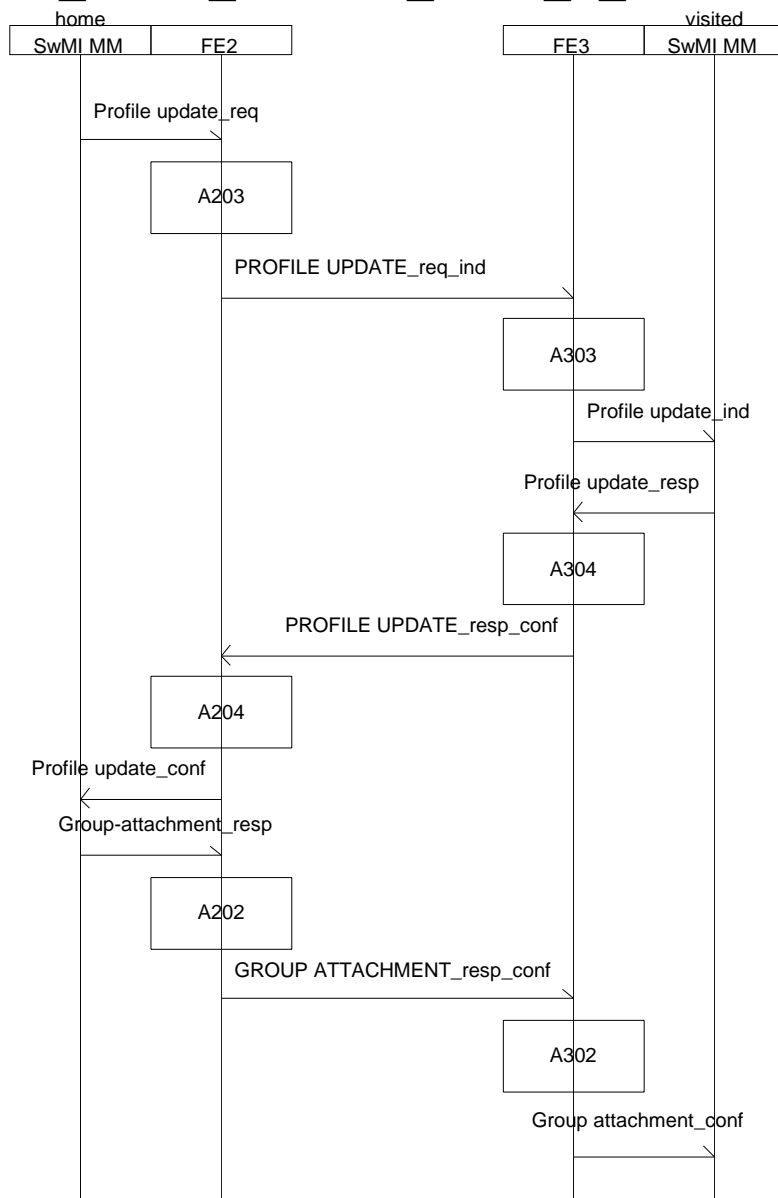 home
visited
SwMI MM
FE2
FE3
SwMI MM
Profile update_req
A203
PROFILE UPDATE_req_ind
A303
Profile update_ind
Profile update_resp
A304
PROFILE UPDATE_resp_conf
A204
Profile update_conf
Group-attachment_resp
A202
GROUP ATTACHMENT_resp_conf
A302
Group attachment_conf